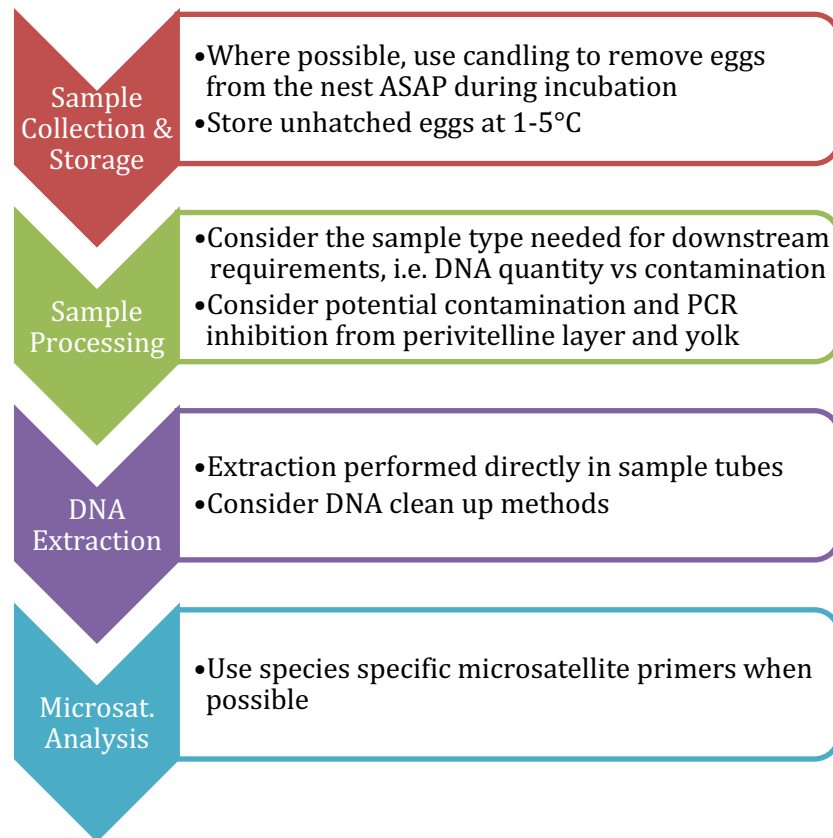 Sample
Collection &
Storage
•Where possible, use candling to remove eggs
from the nest ASAP during incubation
•Store unhatched eggs at 1-5°C
Sample
Processing
•Consider the sample type needed for downstream
requirements, i.e. DNA quantity vs contamination
•Consider potential contamination and PCR
inhibition from perivitelline layer and yolk
DNA
Extraction
•Extraction performed directly in sample tubes
•Consider DNA clean up methods
Microsat.
Analysis
•Use species specific microsatellite primers when
possible